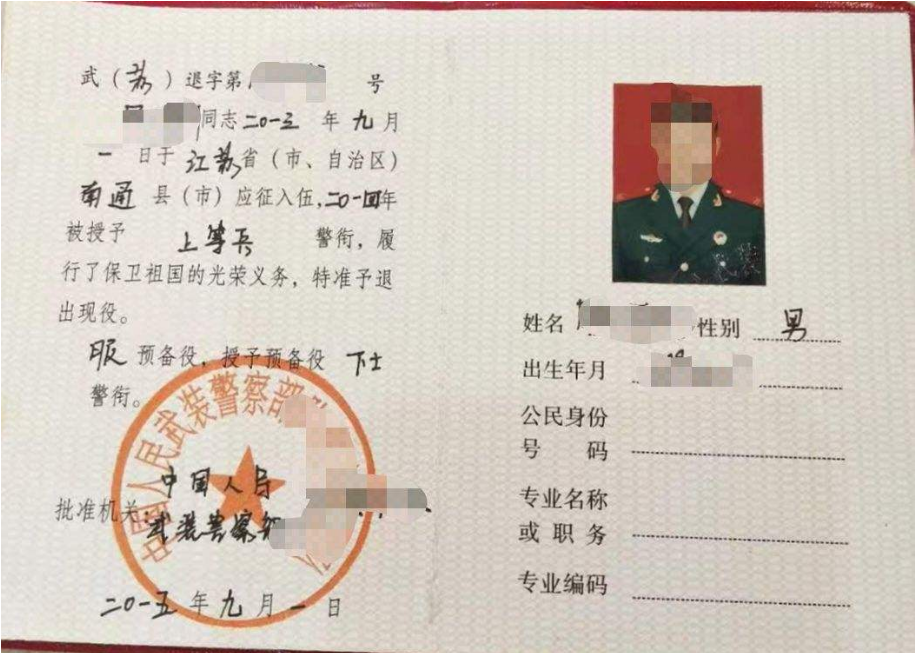 武（苏）退字第 号
同志二0一三年九月
一日于江苏省（市、自治区）
南通县（市）应征入伍,二0一四年
被授予 上等兵 警衔，履
行了保卫祖国的光荣义务，特准予退
出现役。
服预备役，授予预备役 下士
警衔。
中国人民武装警察部
批准机关：中国人民
武装警察部
二0一五年九月一日
姓名 性别 男
出生年月
公民身份
号码
专业名称
或职务
专业编码